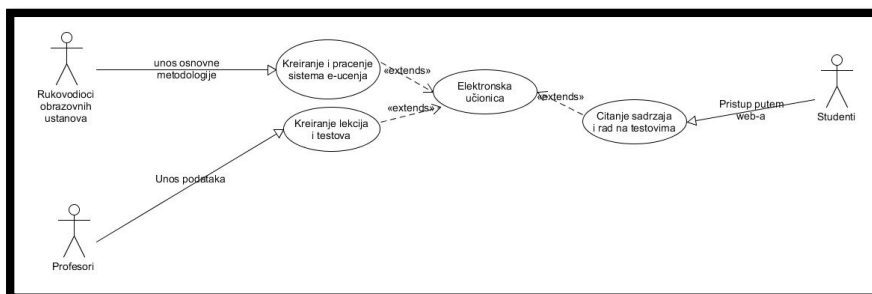 unos osnovne
metodologije
Kreiranje i pracenje
sistema e-ucenja
«extends»
Rukovodioci
obrazovnih
ustanova
Elektronska
učionica
«extends»
«extends»
Kreiranje lekcija
i testova
Citanje sadrzaja
i rad na testovima
Pristup putem
web-a
Studenti
Unos podataka
Profesori